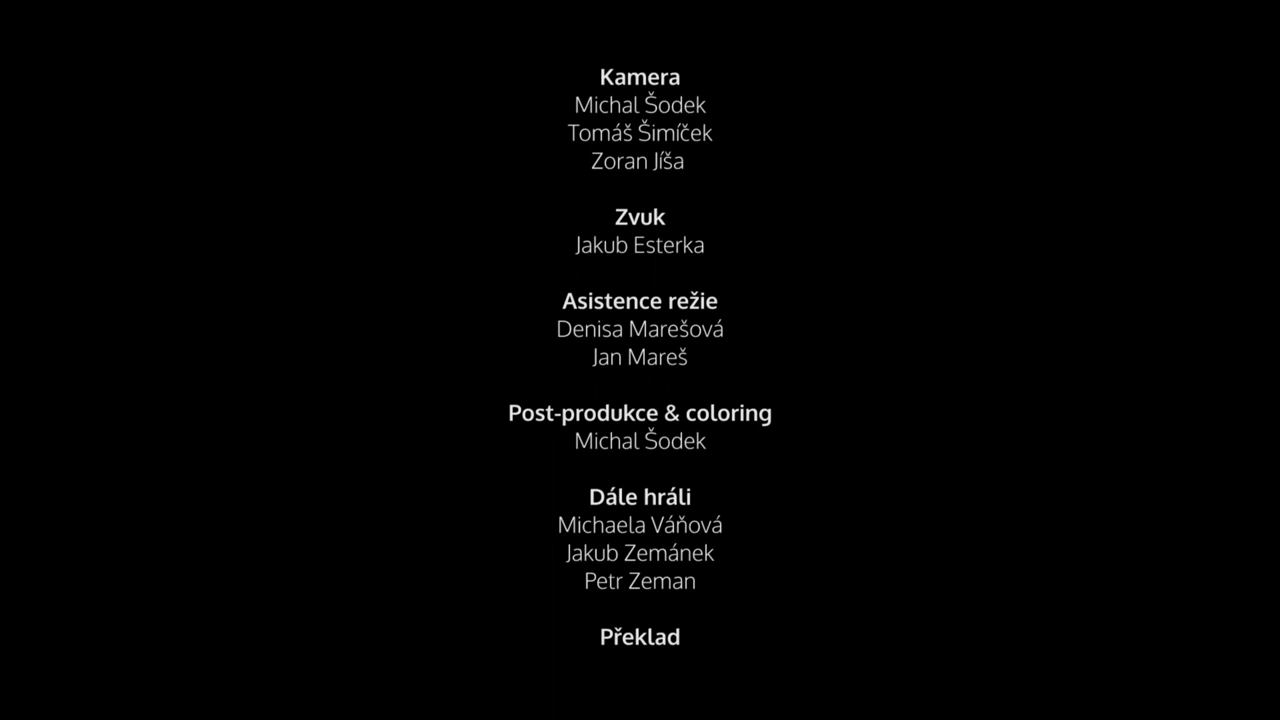 Kamera
Michal Šodek
Tomáš Šimíček
Zoran Jíša
Zvuk
Jakub Esterka
Asistence režie
Denisa Marešová
Jan Mareš
Post-produkce & coloring
Michal Šodek
Dále hráli
Michaela Váňová
Jakub Zemánek
Petr Zeman
Překlad